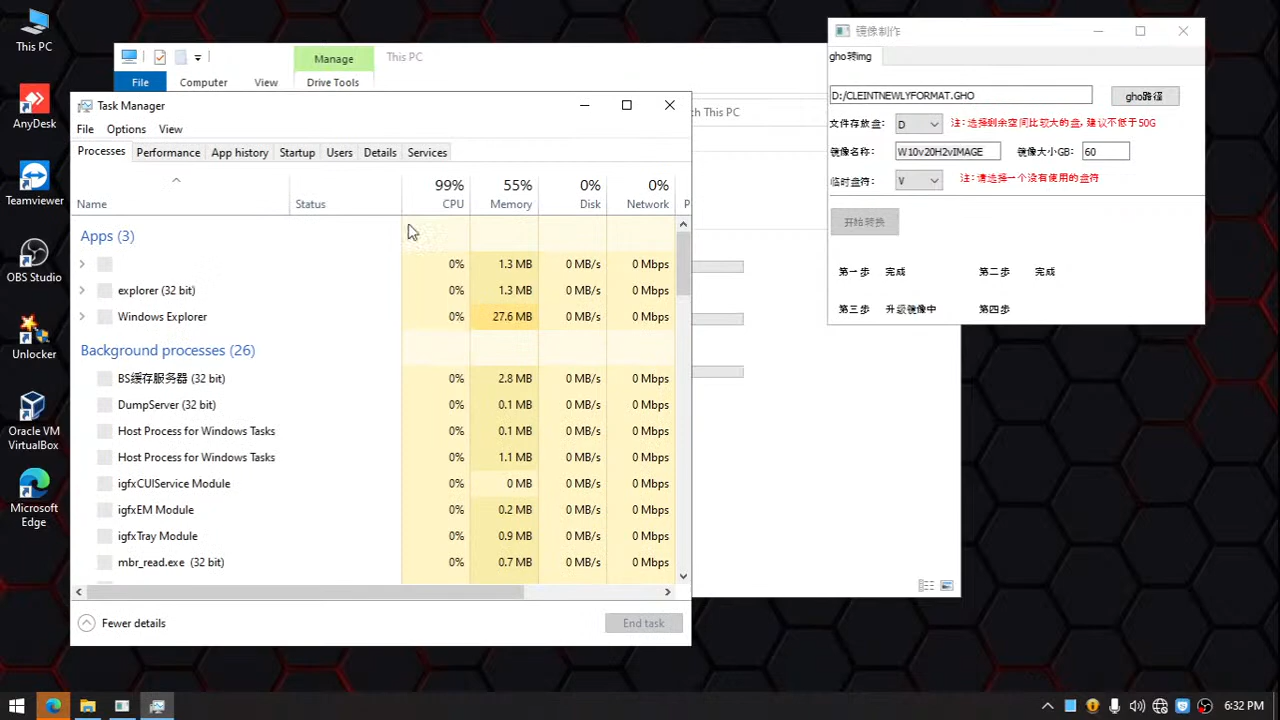 This PC
AnyDesk
Teamviewer
OBS Studio
Unlocker
Oracle VM
VirtualBox
Microsoft
Edge
Manage
This PC
File
Computer
View
Drive Tools
Task Manager
File
Options
View
Processes
Performance
App history
Startup
Users
Details
Services
99%
55%
0%
0%
Name
Status
CPU
Memory
Disk
Network
P
Apps (3)
0%
1.3 MB
0 MB/s
0 Mbps
explorer (32 bit)
0%
1.3 MB
0 MB/s
0 Mbps
Windows Explorer
0%
27.6 MB
0 MB/s
0 Mbps
Background processes (26)
BS缓存服务器 (32 bit)
0%
2.8 MB
0 MB/s
0 Mbps
DumpServer (32 bit)
0%
0.1 MB
0 MB/s
0 Mbps
Host Process for Windows Tasks
0%
0.1 MB
0 MB/s
0 Mbps
Host Process for Windows Tasks
0%
1.1 MB
0 MB/s
0 Mbps
igfxCUIService Module
0%
0 MB
0 MB/s
0 Mbps
igfxEM Module
0%
0.2 MB
0 MB/s
0 Mbps
igfxTray Module
0%
0.9 MB
0 MB/s
0 Mbps
mbr_read.exe (32 bit)
0%
0.7 MB
0 MB/s
0 Mbps
Fewer details
End task
This PC
镜像制作
gho转img
D:/CLEINTNEWLYFORMAT.GHO
gho路径
文件存放盘:
D
注:选择剩余空间比较大的盘,建议不低于50G
镜像名称:
W10v20H2vIMAGE
镜像大小GB:
60
临时盘符:
V
注:请选择一个没有使用的盘符
开始转换
第一步
完成
第二步
完成
第三步
升级镜像中
第四步
6:32 PM